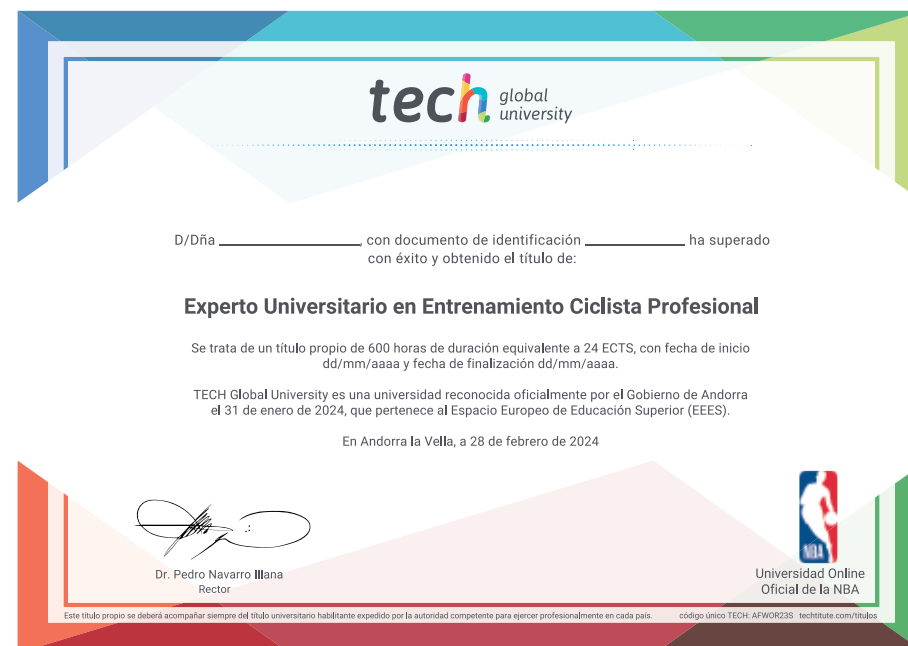 tech global university
D/Dña ____________________, con documento de identificación ______________ ha superado
con éxito y obtenido el título de:
Experto Universitario en Entrenamiento Ciclista Profesional
Se trata de un título propio de 600 horas de duración equivalente a 24 ECTS, con fecha de inicio
dd/mm/aaaa y fecha de finalización dd/mm/aaaa.
TECH Global University es una universidad reconocida oficialmente por el Gobierno de Andorra
el 31 de enero de 2024, que pertenece al Espacio Europeo de Educación Superior (EEES).
En Andorra la Vella, a 28 de febrero de 2024
NBA
Dr. Pedro Navarro Illana
Rector
Universidad Online
Oficial de la NBA
Este título propio se deberá acompañar siempre del título universitario habilitante expedido por la autoridad competente para ejercer profesionalmente en cada país. código único TECH: AFWOR23S techtitute.com/titulos